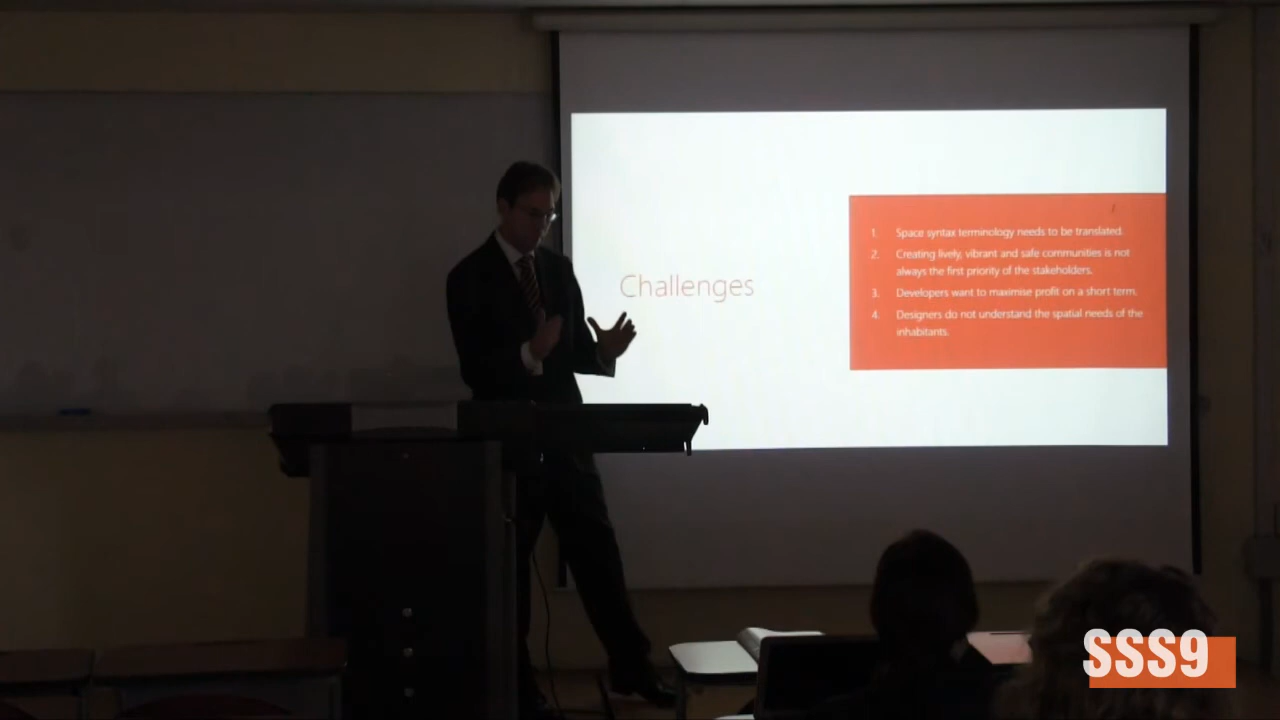 Challenges
1. Space syntax terminology needs to be translated.
2. Creating lively, vibrant and safe communities is not
always the first priority of the stakeholders.
3. Developers want to maximise profit on a short term.
4. Designers do not understand the spatial needs of the
inhabitants.
SSS9